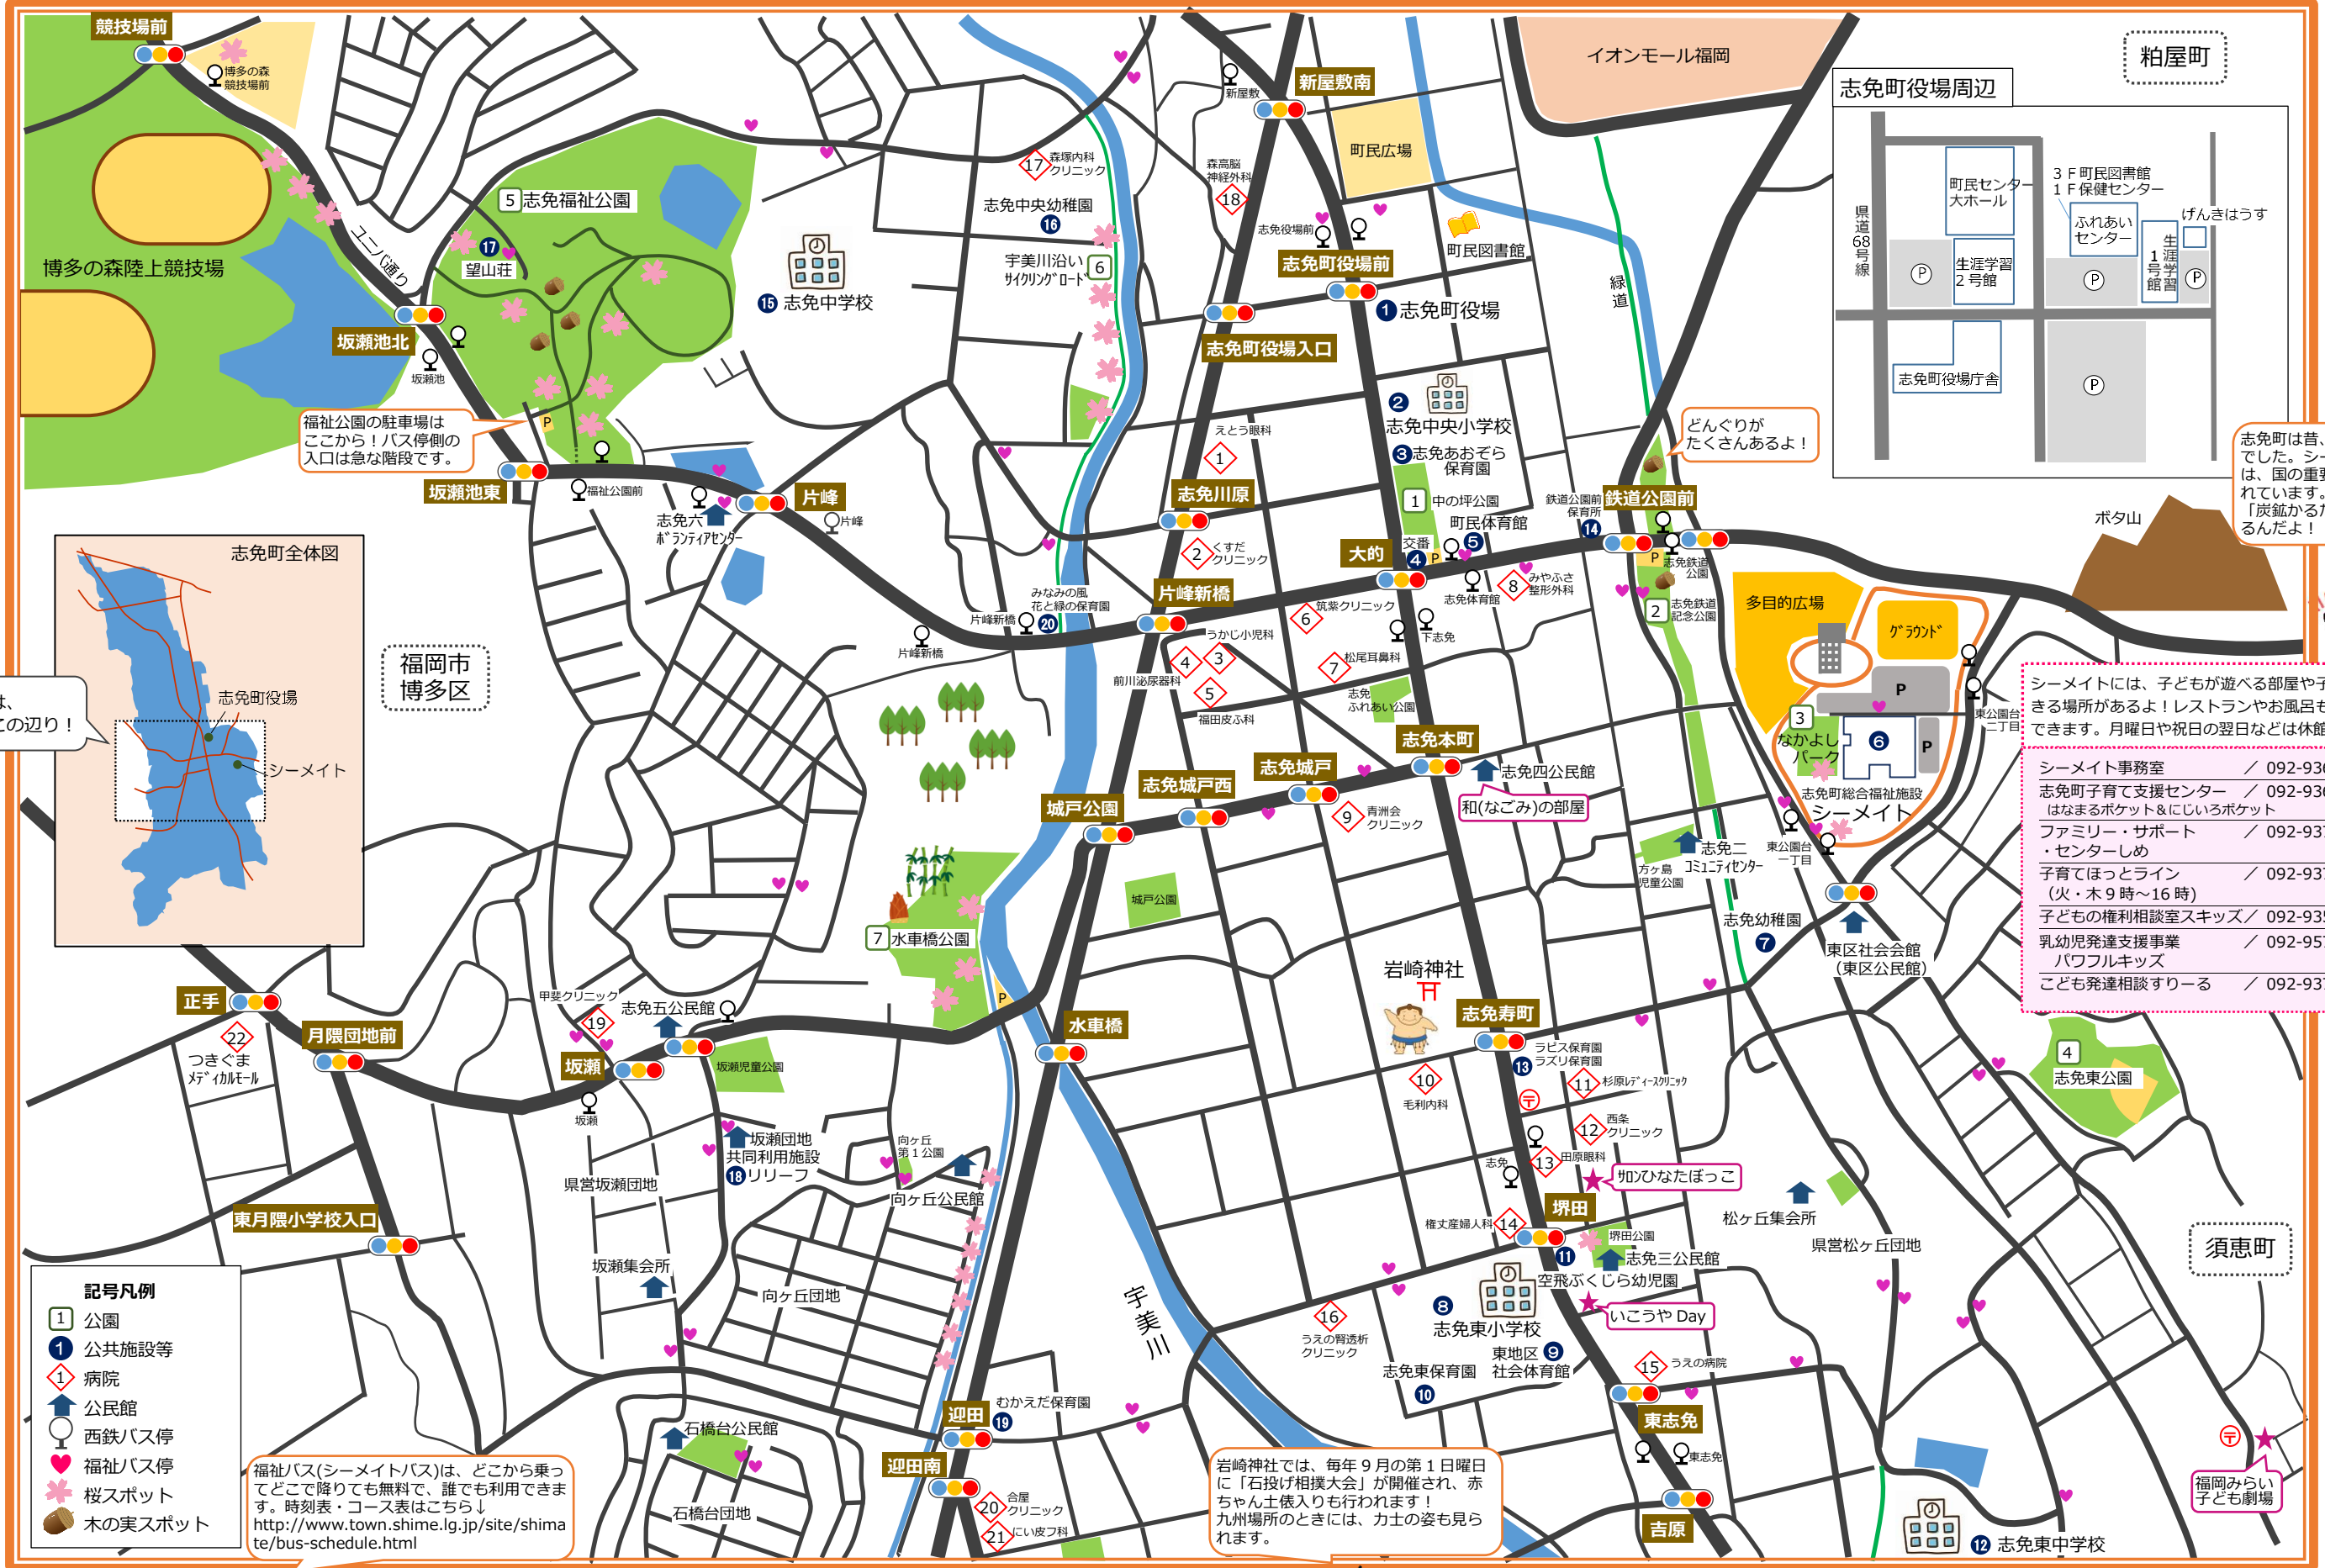 競技場前
博多の森
競技場前
博多の森陸上競技場
ユニバ通り
5 志免福祉公園
17
望山荘
坂瀬池北
坂瀬池
福祉公園の駐車場は
ここから！バス停側の
入口は急な階段です。
P
坂瀬池東
福祉公園前
志免六
ﾎﾞﾗﾝﾃｨｱｾﾝﾀｰ
片峰
片峰
15 志免中学校
17 森塚内科
クリニック
志免中央幼稚園
16
宇美川沿い
ｻｲｸﾘﾝｸﾞﾛｰﾄﾞ
6
新屋敷
新屋敷南
森高脳
神経外科
18
町民広場
イオンモール福岡
粕屋町
志免役場前
志免町役場前
町民図書館
1 志免町役場
志免町役場入口
緑道
2
志免中央小学校
3 志免あおぞら
保育園
えとう眼科
1
志免川原
2 くすだ
クリニック
1 中の坪公園
町民体育館
5
交番
4
P
大的
志免体育館
8 みやふさ
整形外科
鉄道公園前
保育所
14
鉄道公園前
どんぐりが
たくさんあるよ！
P
志免鉄道
公園
2 志免鉄道
記念公園
志免町役場周辺
県道68号線
町民センター
大ホール
３Ｆ町民図書館
１Ｆ保健センター
ふれあい
センター
げんきはうす
生涯学習
２号館
生涯学習
１号館
P
P
P
P
志免町役場庁舎
志免町は昔、
でした。シー
は、国の重要
れています。
「炭鉱かるた
るんだよ！
ボタ山
多目的広場
ｸﾞﾗｳﾝﾄﾞ
P
P
3
なかよし
パーク
6
志免町総合福祉施設
シーメイト
東公園台
二丁目
東公園台
一丁目
シーメイトには、子どもが遊べる部屋や子
きる場所があるよ！レストランやお風呂も
できます。月曜日や祝日の翌日などは休館
シーメイト事務室 ／ 092-936
志免町子育て支援センター ／ 092-936
はなまるポケット＆にじいろポケット
ファミリー・サポート ／ 092-937
・センターしめ
子育てほっとライン ／ 092-937
（火・木９時～16 時）
子どもの権利相談室スキッズ／ 092-935
乳幼児発達支援事業 ／ 092-957
パワフルキッズ
こども発達相談すりーる ／ 092-937
志免町全体図
志免町役場
シーメイト
は、
この辺り！
福岡市
博多区
片峰新橋
片峰新橋
みなみの風
花と緑の保育園
20
片峰新橋
うかじ小児科
4
3
前川泌尿器科
5
福田皮ふ科
筑紫クリニック
6
7 松尾耳鼻科
下志免
志免
ふれあい公園
志免本町
志免四公民館
和(なごみ)の部屋
志免城戸
志免城戸西
9 青洲会
クリニック
城戸公園
城戸公園
7 水車橋公園
P
水車橋
志免二
ｺﾐｭﾆﾃｨｾﾝﾀｰ
方ヶ島
児童公園
志免幼稚園
7
東区社会会館
（東区公民館）
4
志免東公園
正手
22
つきぐま
ﾒﾃﾞｨｶﾙﾓｰﾙ
月隈団地前
甲斐クリニック
19
志免五公民館
坂瀬
坂瀬
坂瀬児童公園
坂瀬団地
共同利用施設
18 リリーフ
向ヶ丘
第１公園
向ヶ丘公民館
県営坂瀬団地
坂瀬集会所
向ヶ丘団地
東月隈小学校入口
岩崎神社
志免寿町
ラピス保育園
ラズリ保育園
13
10
毛利内科
11 杉原ﾚﾃﾞｨｰｽｸﾘﾆｯｸ
〒
12 西条
クリニック
志免
13 田原眼科
ｻﾛﾝひなたぼっこ
権丈産婦人科 14
堺田
11
堺田公園
志免三公民館
空飛ぶくじら幼児園
いこうや Day
8
志免東小学校
東地区 9
社会体育館
志免東保育園
10
16
うえの腎透析
クリニック
15 うえの病院
東志免
東志免
吉原
松ヶ丘集会所
県営松ヶ丘団地
須恵町
〒
福岡みらい
子ども劇場
12 志免東中学校
宇美川
むかえだ保育園
19
迎田
迎田南
20 合屋
クリニック
21 にい皮フ科
石橋台公民館
石橋台団地
記号凡例
1 公園
1 公共施設等
1 病院
公民館
西鉄バス停
福祉バス停
桜スポット
木の実スポット
福祉バス(シーメイトバス)は、どこから乗っ
てどこで降りても無料で、誰でも利用できま
す。時刻表・コース表はこちら↓
http://www.town.shime.lg.jp/site/shima
te/bus-schedule.html
岩崎神社では、毎年９月の第１日曜日
に「石投げ相撲大会」が開催され、赤
ちゃん土俵入りも行われます！
九州場所のときには、力士の姿も見ら
れます。